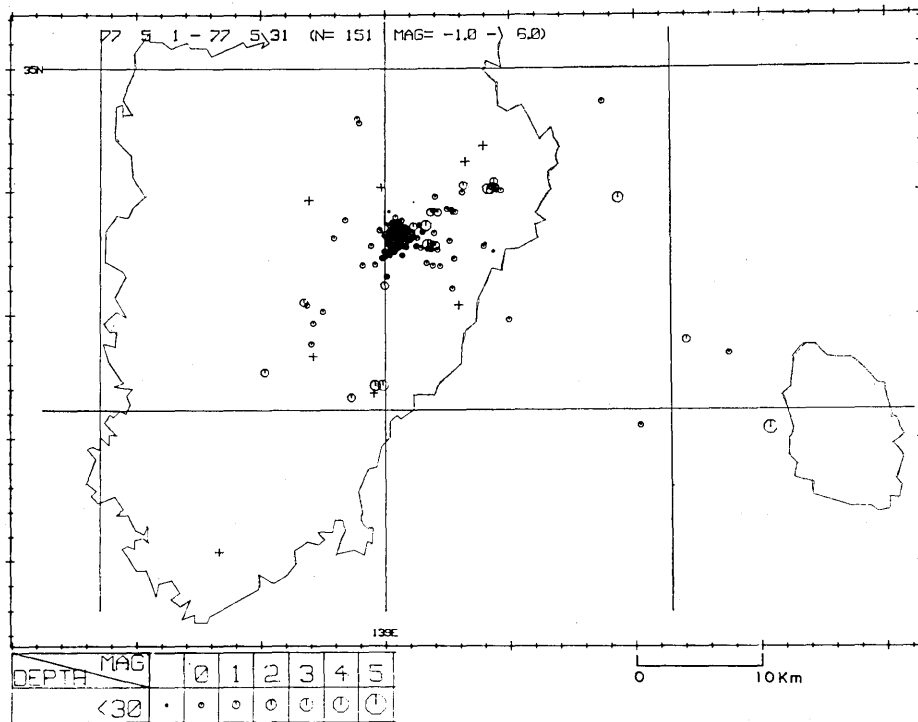 77 5 1 - 77 5 31 (N= 151 MAG= -1.0 - 6.0)
35N
139E
MAG 0 1 2 3 4 5
DEPTH
<30
0 10Km